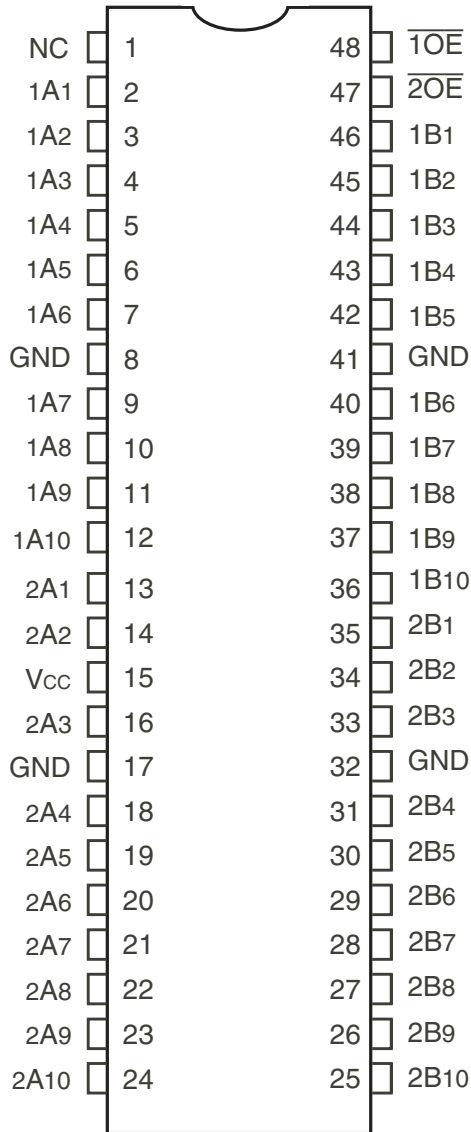 NC 1 48 1OE
1A1 2 47 2OE
1A2 3 46 1B1
1A3 4 45 1B2
1A4 5 44 1B3
1A5 6 43 1B4
1A6 7 42 1B5
GND 8 41 GND
1A7 9 40 1B6
1A8 10 39 1B7
1A9 11 38 1B8
1A10 12 37 1B9
2A1 13 36 1B10
2A2 14 35 2B1
VCC 15 34 2B2
2A3 16 33 2B3
GND 17 32 GND
2A4 18 31 2B4
2A5 19 30 2B5
2A6 20 29 2B6
2A7 21 28 2B7
2A8 22 27 2B8
2A9 23 26 2B9
2A10 24 25 2B10